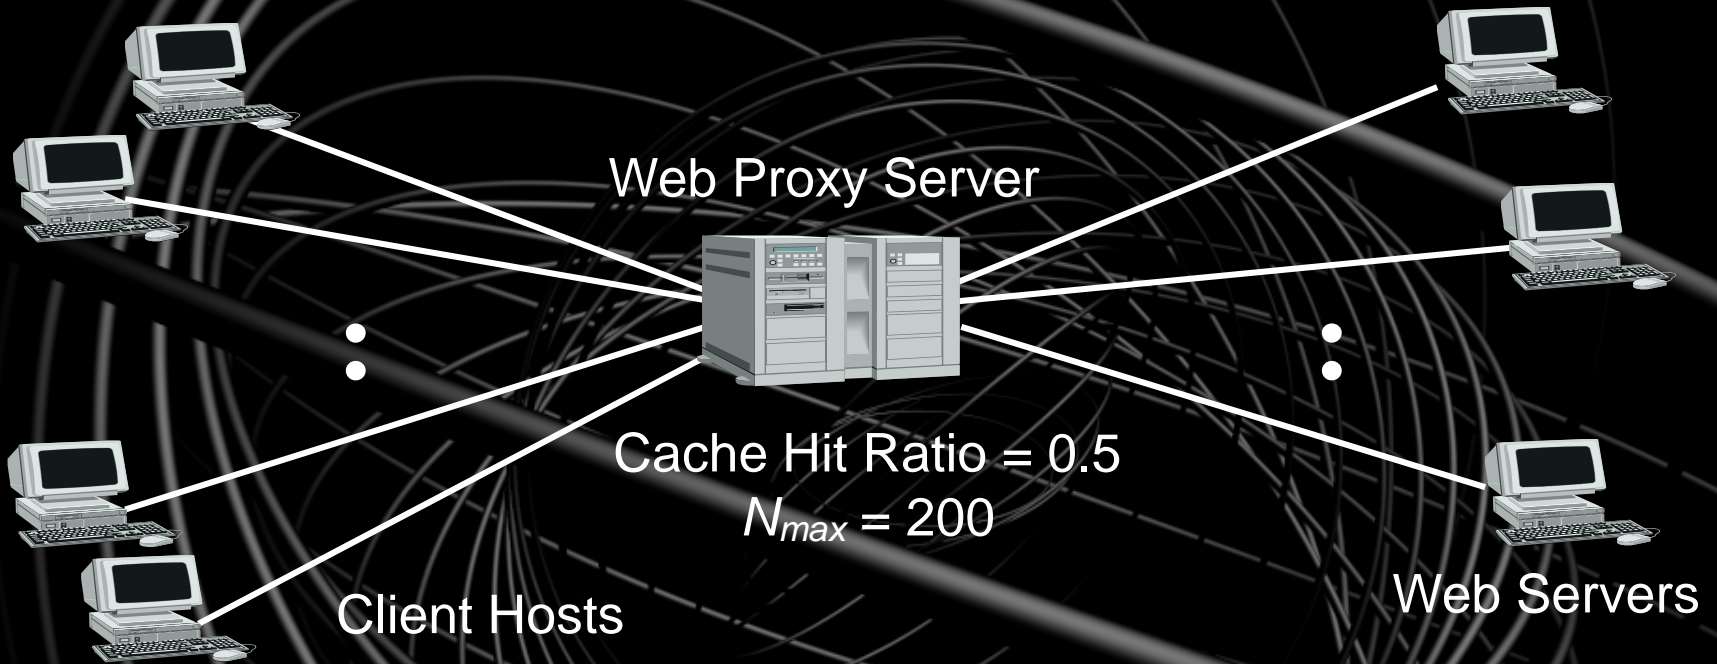 Web Proxy Server
Cache Hit Ratio = 0.5
Nmax = 200
Client Hosts
Web Servers